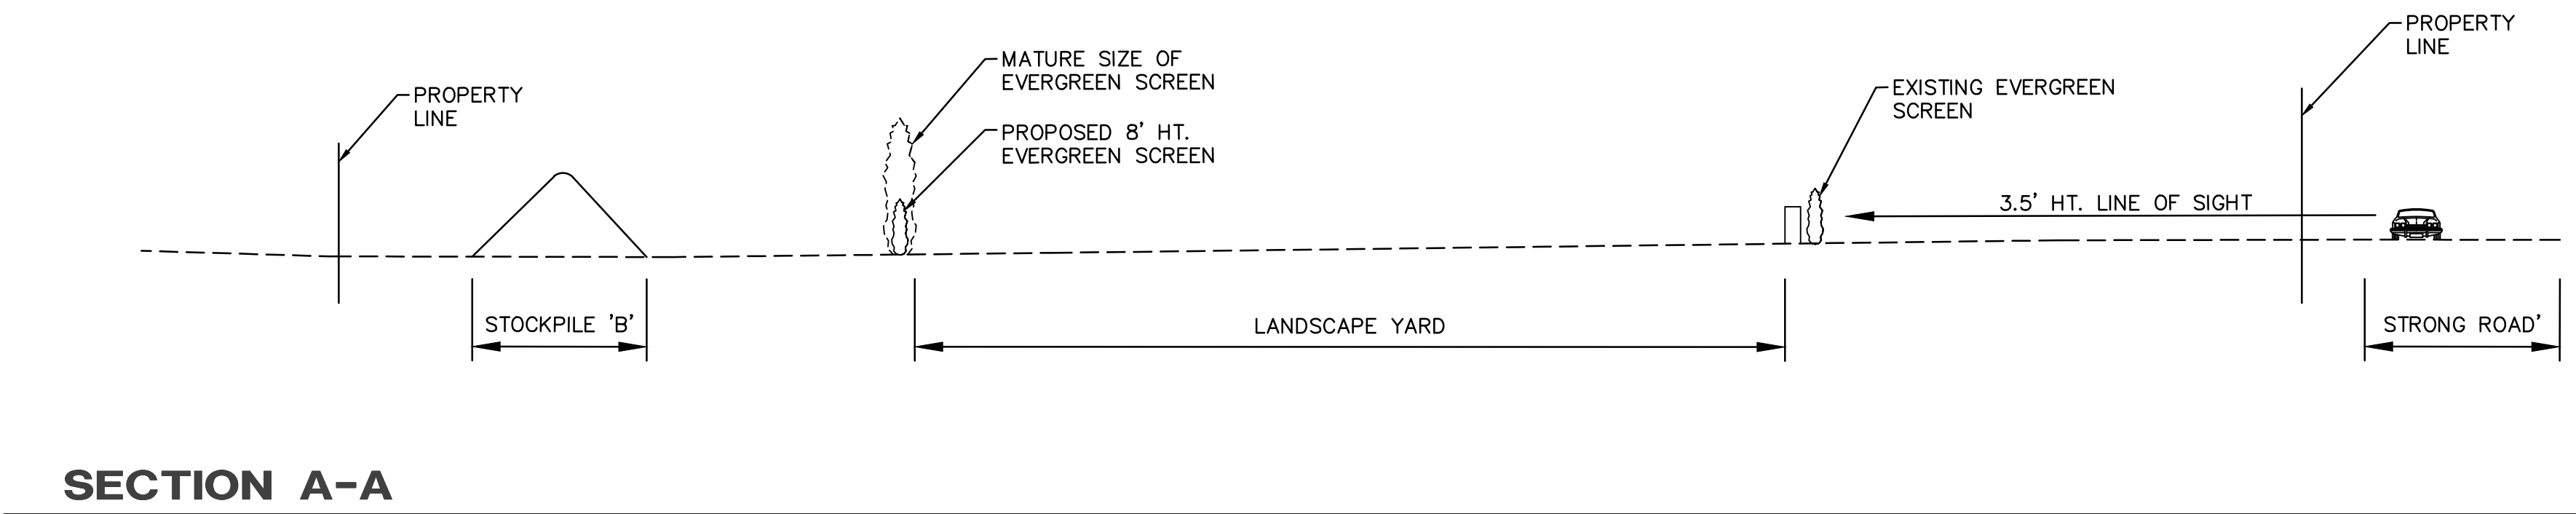 PROPERTY
LINE
MATURE SIZE OF
EVERGREEN SCREEN
PROPOSED 8' HT.
EVERGREEN SCREEN
EXISTING EVERGREEN
SCREEN
PROPERTY
LINE
3.5' HT. LINE OF SIGHT
STOCKPILE 'B'
LANDSCAPE YARD
STRONG ROAD'
SECTION A-A